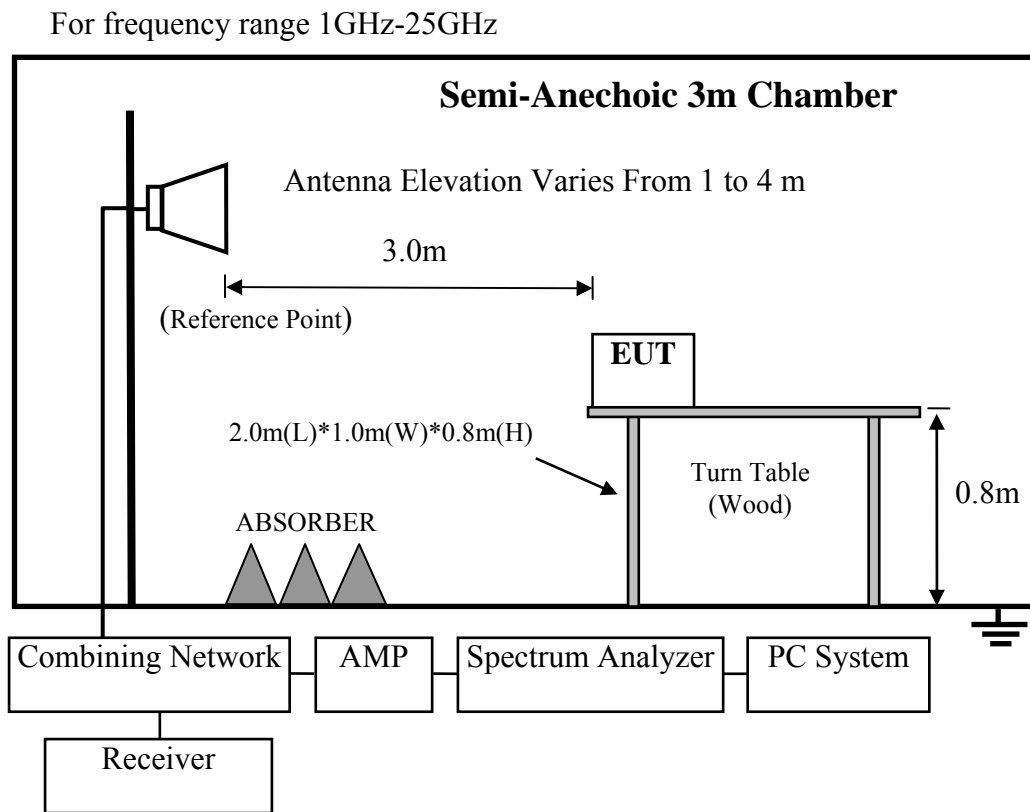 For frequency range 1GHz-25GHz
Semi-Anechoic 3m Chamber
Antenna Elevation Varies From 1 to 4 m
3.0m
(Reference Point)
EUT
2.0m(L)*1.0m(W)*0.8m(H)
Turn Table
(Wood)
0.8m
ABSORBER
Combining Network
AMP
Spectrum Analyzer
PC System
Receiver